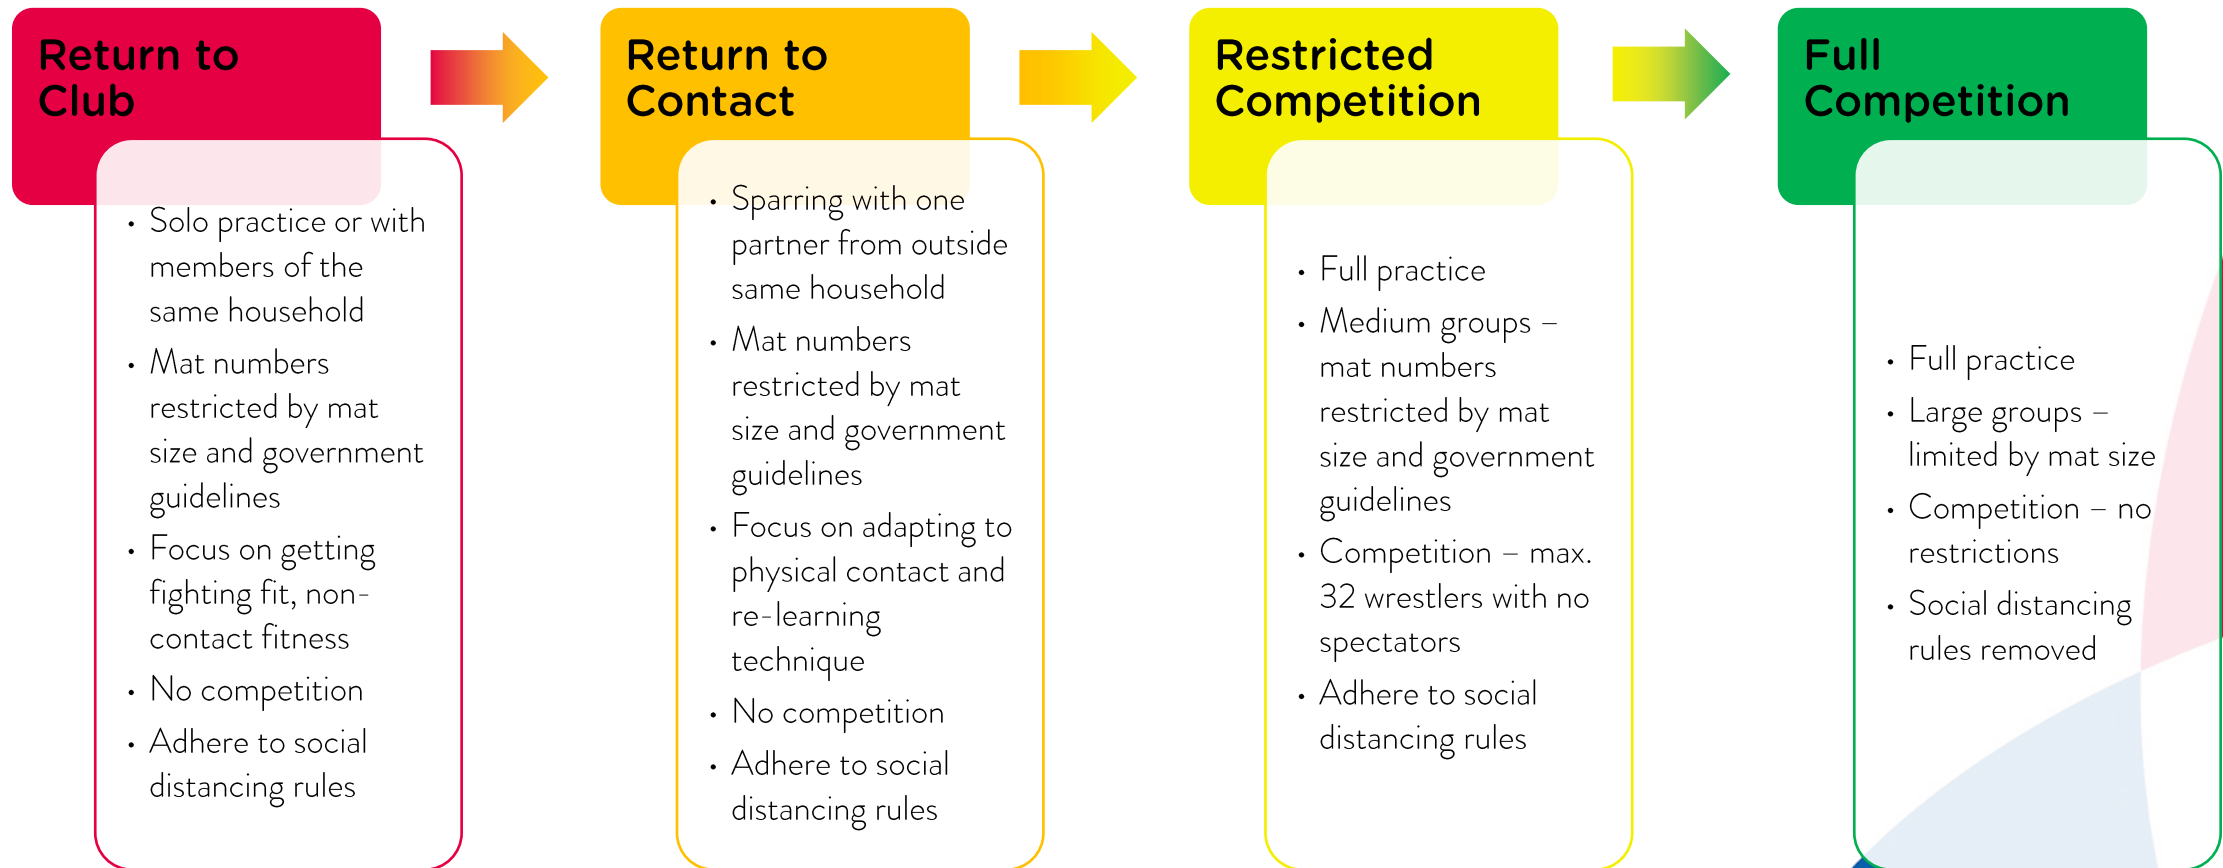 Return to
Club
• Solo practice or with
members of the
same household
• Mat numbers
restricted by mat
size and government
guidelines
• Focus on getting
fighting fit, non-
contact fitness
• No competition
• Adhere to social
distancing rules
Return to
Contact
• Sparring with one
partner from outside
same household
• Mat numbers
restricted by mat
size and government
guidelines
• Focus on adapting to
physical contact and
re-learning
technique
• No competition
• Adhere to social
distancing rules
Restricted
Competition
• Full practice
• Medium groups –
mat numbers
restricted by mat
size and government
guidelines
• Competition – max.
32 wrestlers with no
spectators
• Adhere to social
distancing rules
Full
Competition
• Full practice
• Large groups –
limited by mat size
• Competition – no
restrictions
• Social distancing
rules removed